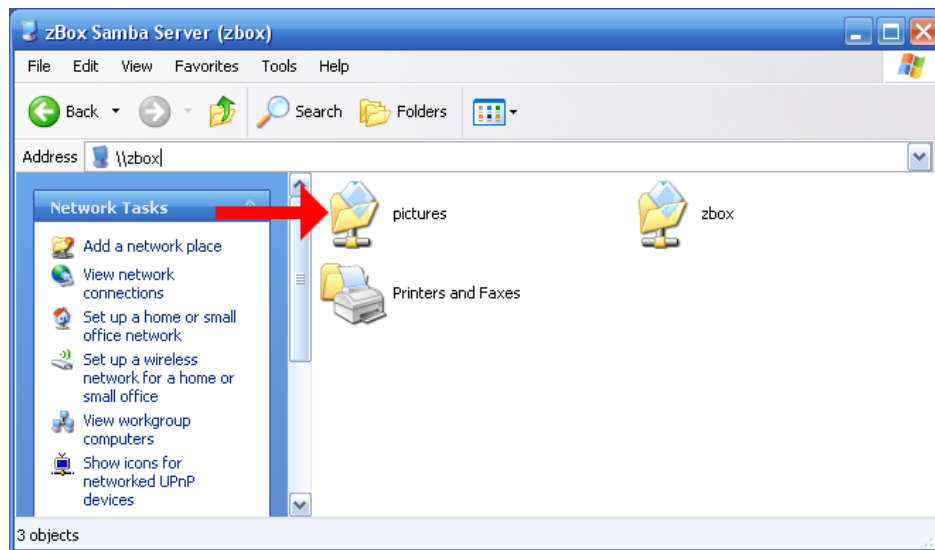 zBox Samba Server (zbox)
File Edit View Favorites Tools Help
Back Search Folders
Address \\zbox
Network Tasks
Add a network place
View network
connections
Set up a home or small
office network
Set up a wireless
network for a home or
small office
View workgroup
computers
Show icons for
networked UPnP
devices
pictures
zbox
Printers and Faxes
3 objects